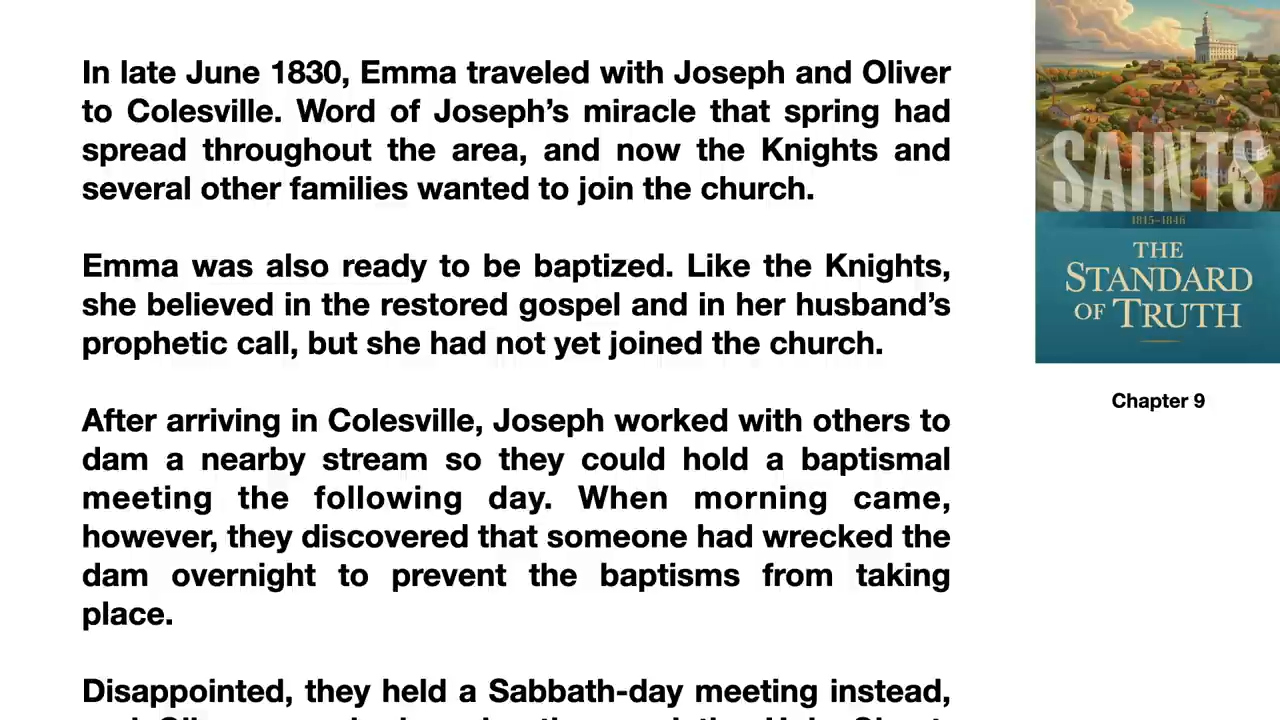 In late June 1830, Emma traveled with Joseph and Oliver
to Colesville. Word of Joseph’s miracle that spring had
spread throughout the area, and now the Knights and
several other families wanted to join the church.
Emma was also ready to be baptized. Like the Knights,
she believed in the restored gospel and in her husband’s
prophetic call, but she had not yet joined the church.
After arriving in Colesville, Joseph worked with others to
dam a nearby stream so they could hold a baptismal
meeting the following day. When morning came,
however, they discovered that someone had wrecked the
dam overnight to prevent the baptisms from taking
place.
Disappointed, they held a Sabbath-day meeting instead,
SAINTS
1815–1846
THE
STANDARD
OF TRUTH
Chapter 9